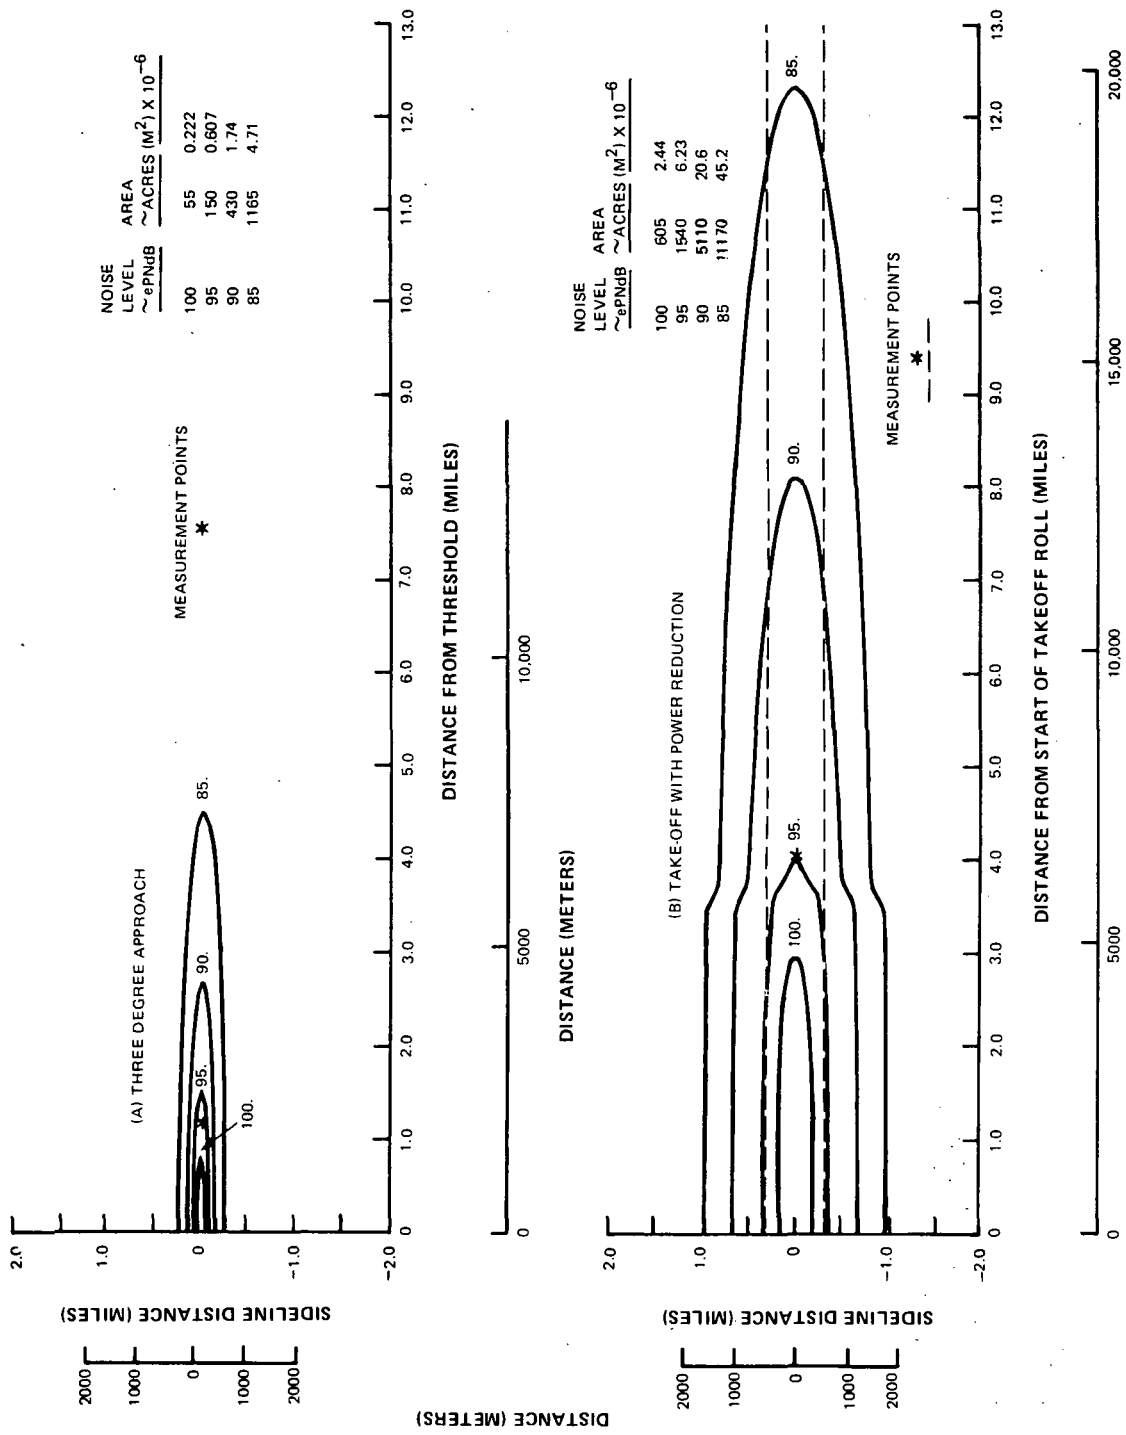 (A) THREE DEGREE APPROACH
NOISE
LEVEL AREA
~ePNdB ~ACRES (M²) X 10⁻⁶
100 55 0.222
95 150 0.607
90 430 1.74
85 1165 4.71
MEASUREMENT POINTS
*
100.
95.
90.
85.
2.0
1.0
0
-1.0
-2.0
SIDELINE DISTANCE (MILES)
2000
1000
0
1000
2000
0 1.0 2.0 3.0 4.0 5.0 6.0 7.0 8.0 9.0 10.0 11.0 12.0 13.0
DISTANCE FROM THRESHOLD (MILES)
0 5000 10,000
DISTANCE (METERS)
DISTANCE (METERS)
(B) TAKE-OFF WITH POWER REDUCTION
NOISE
LEVEL AREA
~ePNdB ~ACRES (M²) X 10⁻⁶
100 605 2.44
95 1540 6.23
90 5110 20.6
85 11170 45.2
100.
95.
90.
85.
MEASUREMENT POINTS
*
2.0
1.0
0
-1.0
-2.0
SIDELINE DISTANCE (MILES)
2000
1000
0
1000
2000
0 1.0 2.0 3.0 4.0 5.0 6.0 7.0 8.0 9.0 10.0 11.0 12.0 13.0
DISTANCE FROM START OF TAKEOFF ROLL (MILES)
0 5000 10,000 15,000 20,000